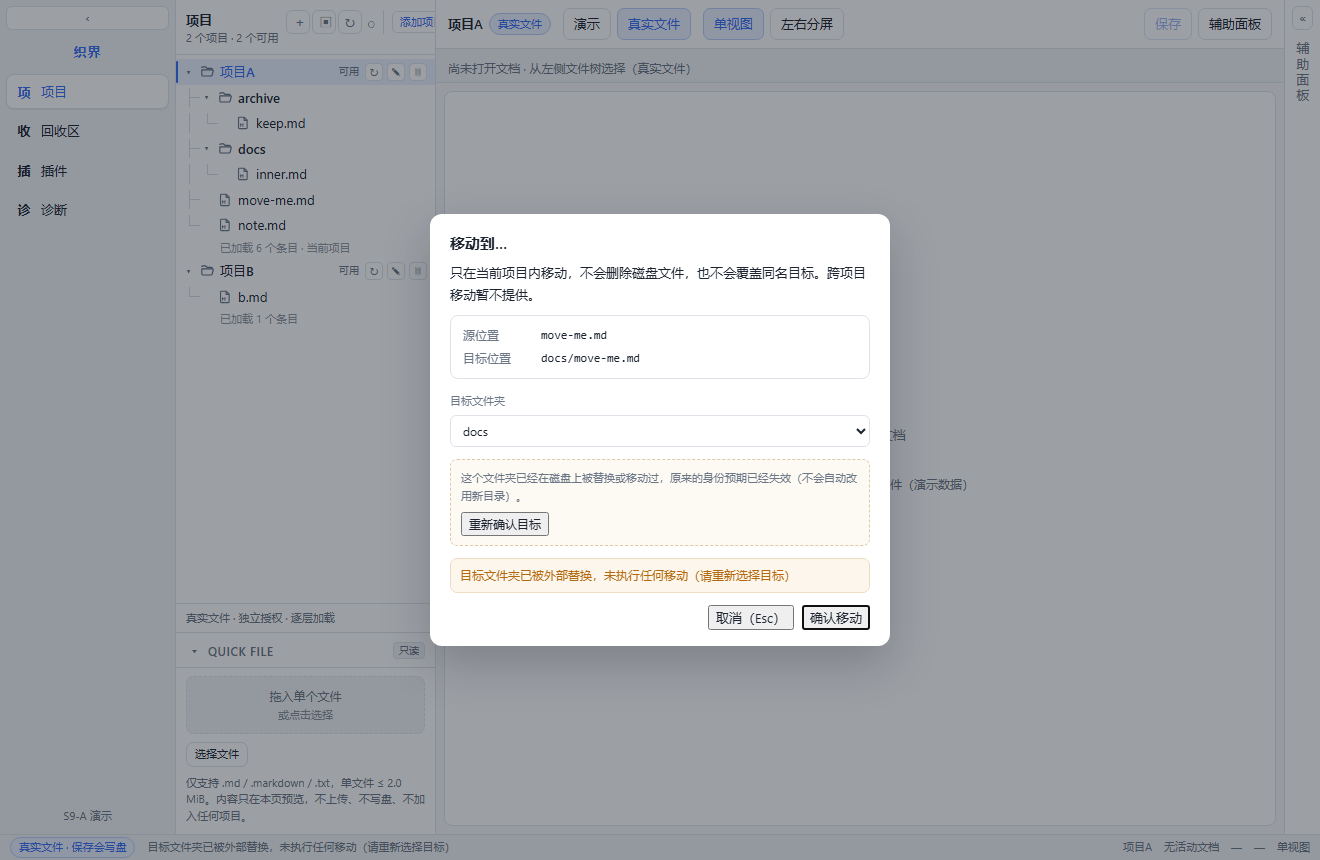 ‹
织界
项 项目
收 回收区
插 插件
诊 诊断
S9-A 演示
项目
2 个项目 · 2 个可用
+ ↻ ○ 添加项
项目A 可用 ↻
archive
keep.md
docs
inner.md
move-me.md
note.md
已加载 6 个条目 · 当前项目
项目B 可用 ↻
b.md
已加载 1 个条目
真实文件 · 独立授权 · 逐层加载
QUICK FILE 只读
拖入单个文件
或点击选择
选择文件
仅支持 .md / .markdown / .txt，单文件 ≤ 2.0
MiB。内容只在本页预览，不上传、不写盘、不加
入任何项目。
项目A 真实文件 演示 真实文件 单视图 左右分屏 保存 辅助面板
尚未打开文档 · 从左侧文件树选择（真实文件）
文档
件（演示数据）
«
辅
助
面
板
移动到...
只在当前项目内移动，不会删除磁盘文件，也不会覆盖同名目标。跨项目
移动暂不提供。
源位置 move-me.md
目标位置 docs/move-me.md
目标文件夹
docs
这个文件夹已经在磁盘上被替换或移动过，原来的身份预期已经失效（不会自动改
用新目录）。
重新确认目标
目标文件夹已被外部替换，未执行任何移动（请重新选择目标）
取消（Esc） 确认移动
真实文件 · 保存会写盘 目标文件夹已被外部替换，未执行任何移动（请重新选择目标） 项目A 无活动文档 — — 单视图